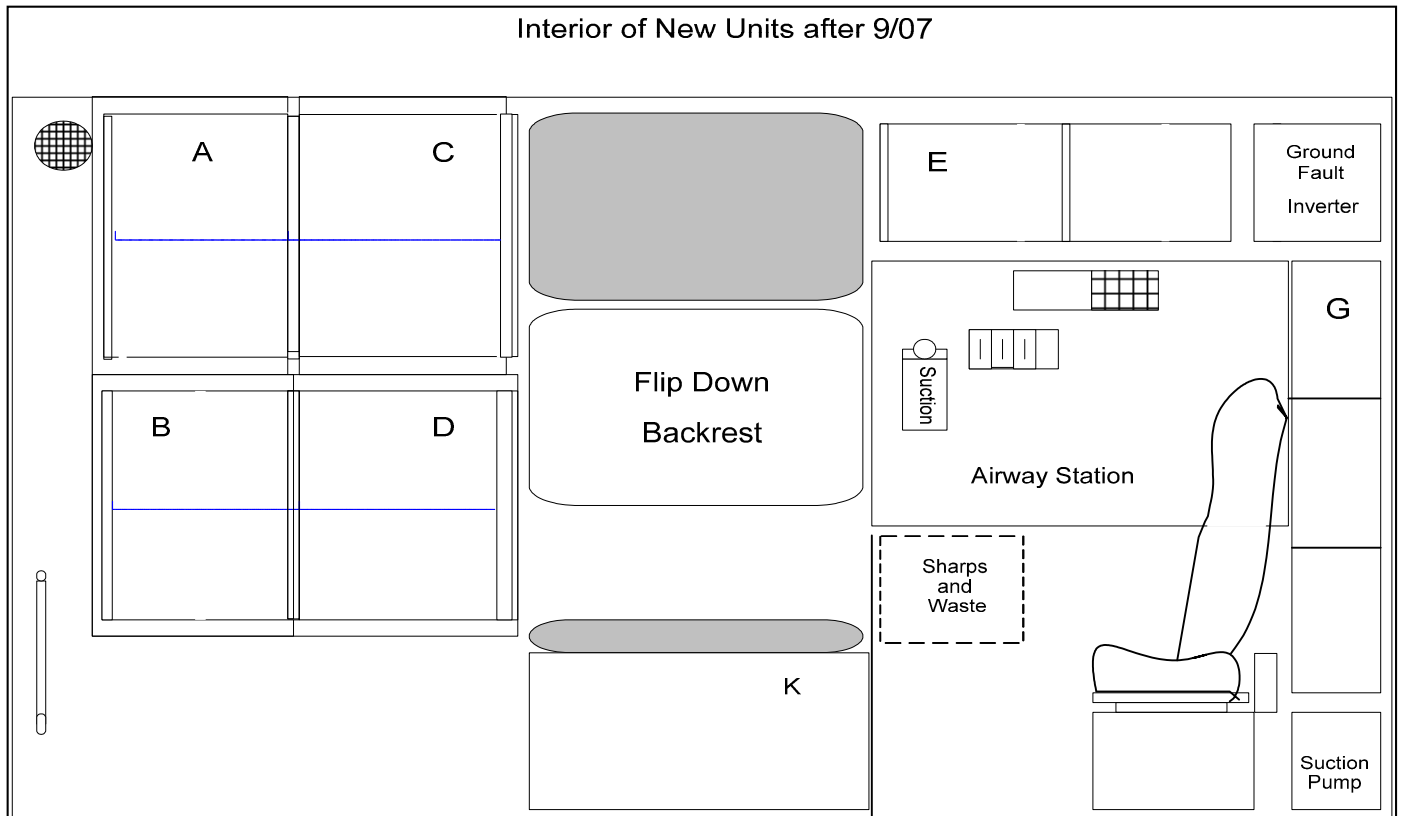 Interior of New Units after 9/07
A
C
E
Ground
Fault
Inverter
G
Flip Down
Backrest
Suction
B
D
Airway Station
Sharps
and
Waste
K
Suction
Pump